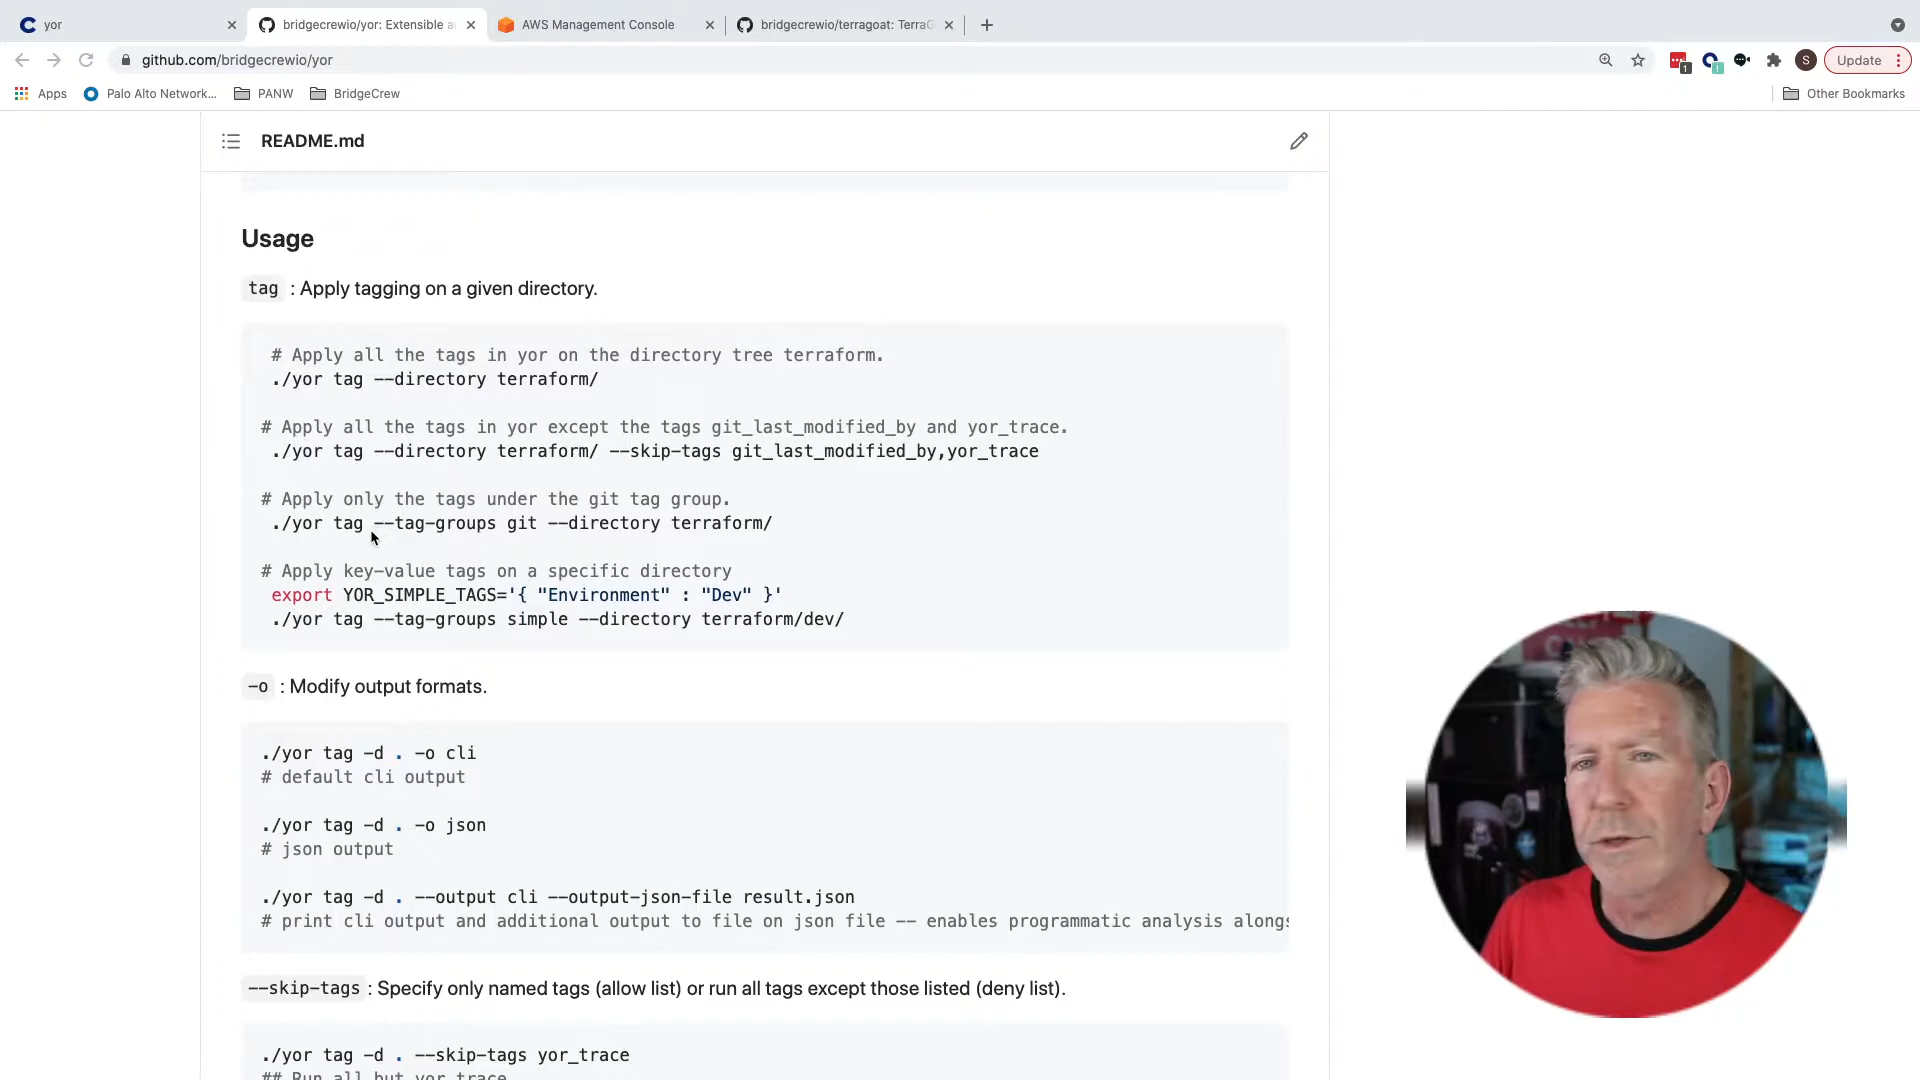 yor
bridgecrewio/yor: Extensible a
AWS Management Console
bridgecrewio/terragoat: TerraG
github.com/bridgecrewio/yor
1
S
Update
Apps
Palo Alto Network...
PANW
BridgeCrew
Other Bookmarks
README.md
Usage
tag : Apply tagging on a given directory.
# Apply all the tags in yor on the directory tree terraform.
./yor tag --directory terraform/
# Apply all the tags in yor except the tags git_last_modified_by and yor_trace.
./yor tag --directory terraform/ --skip-tags git_last_modified_by,yor_trace
# Apply only the tags under the git tag group.
./yor tag --tag-groups git --directory terraform/
# Apply key-value tags on a specific directory
export YOR_SIMPLE_TAGS='{ "Environment" : "Dev" }'
./yor tag --tag-groups simple --directory terraform/dev/
-o : Modify output formats.
./yor tag -d . -o cli
# default cli output
./yor tag -d . -o json
# json output
./yor tag -d . --output cli --output-json-file result.json
# print cli output and additional output to file on json file -- enables programmatic analysis alongs
--skip-tags : Specify only named tags (allow list) or run all tags except those listed (deny list).
./yor tag -d . --skip-tags yor_trace
## Run all but yor_trace